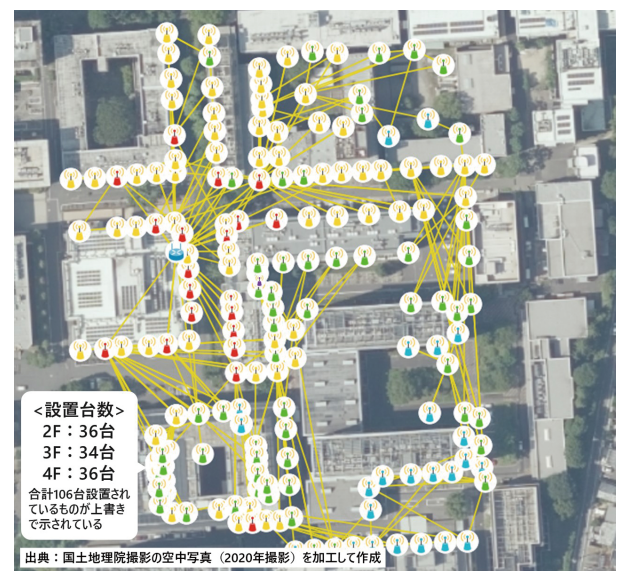 <設置台数>
2F：36台
3F：34台
4F：36台
合計106台設置され
ているものが上書き
で示されている
出典：国土地理院撮影の空中写真（2020年撮影）を加工して作成